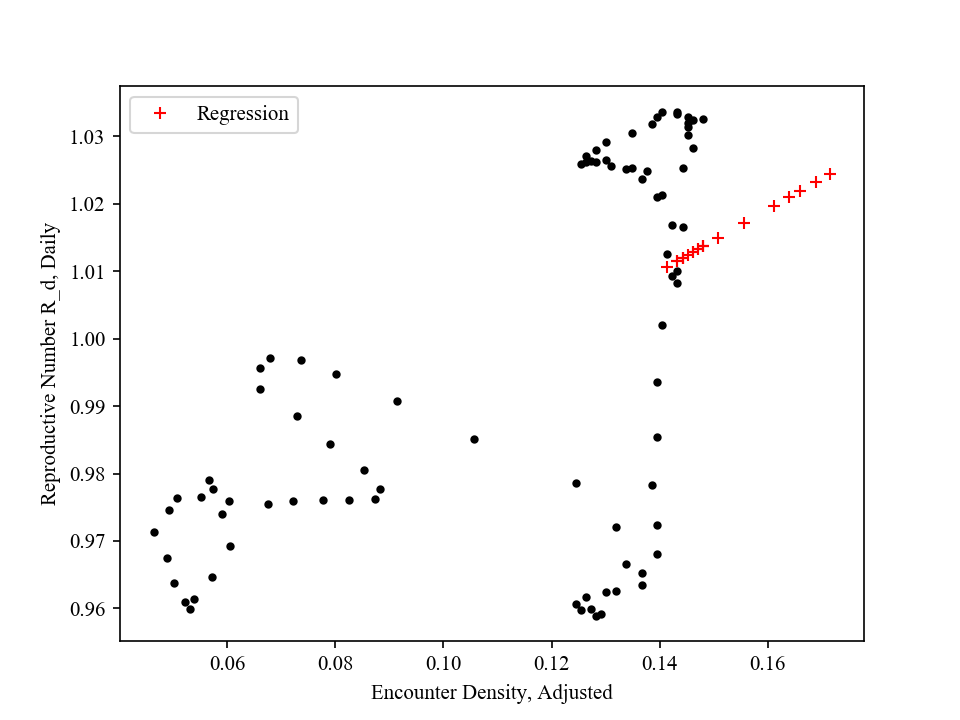 Regression
Reproductive Number R_d, Daily
1.03
1.02
1.01
1.00
0.99
0.98
0.97
0.96
0.06 0.08 0.10 0.12 0.14 0.16
Encounter Density, Adjusted